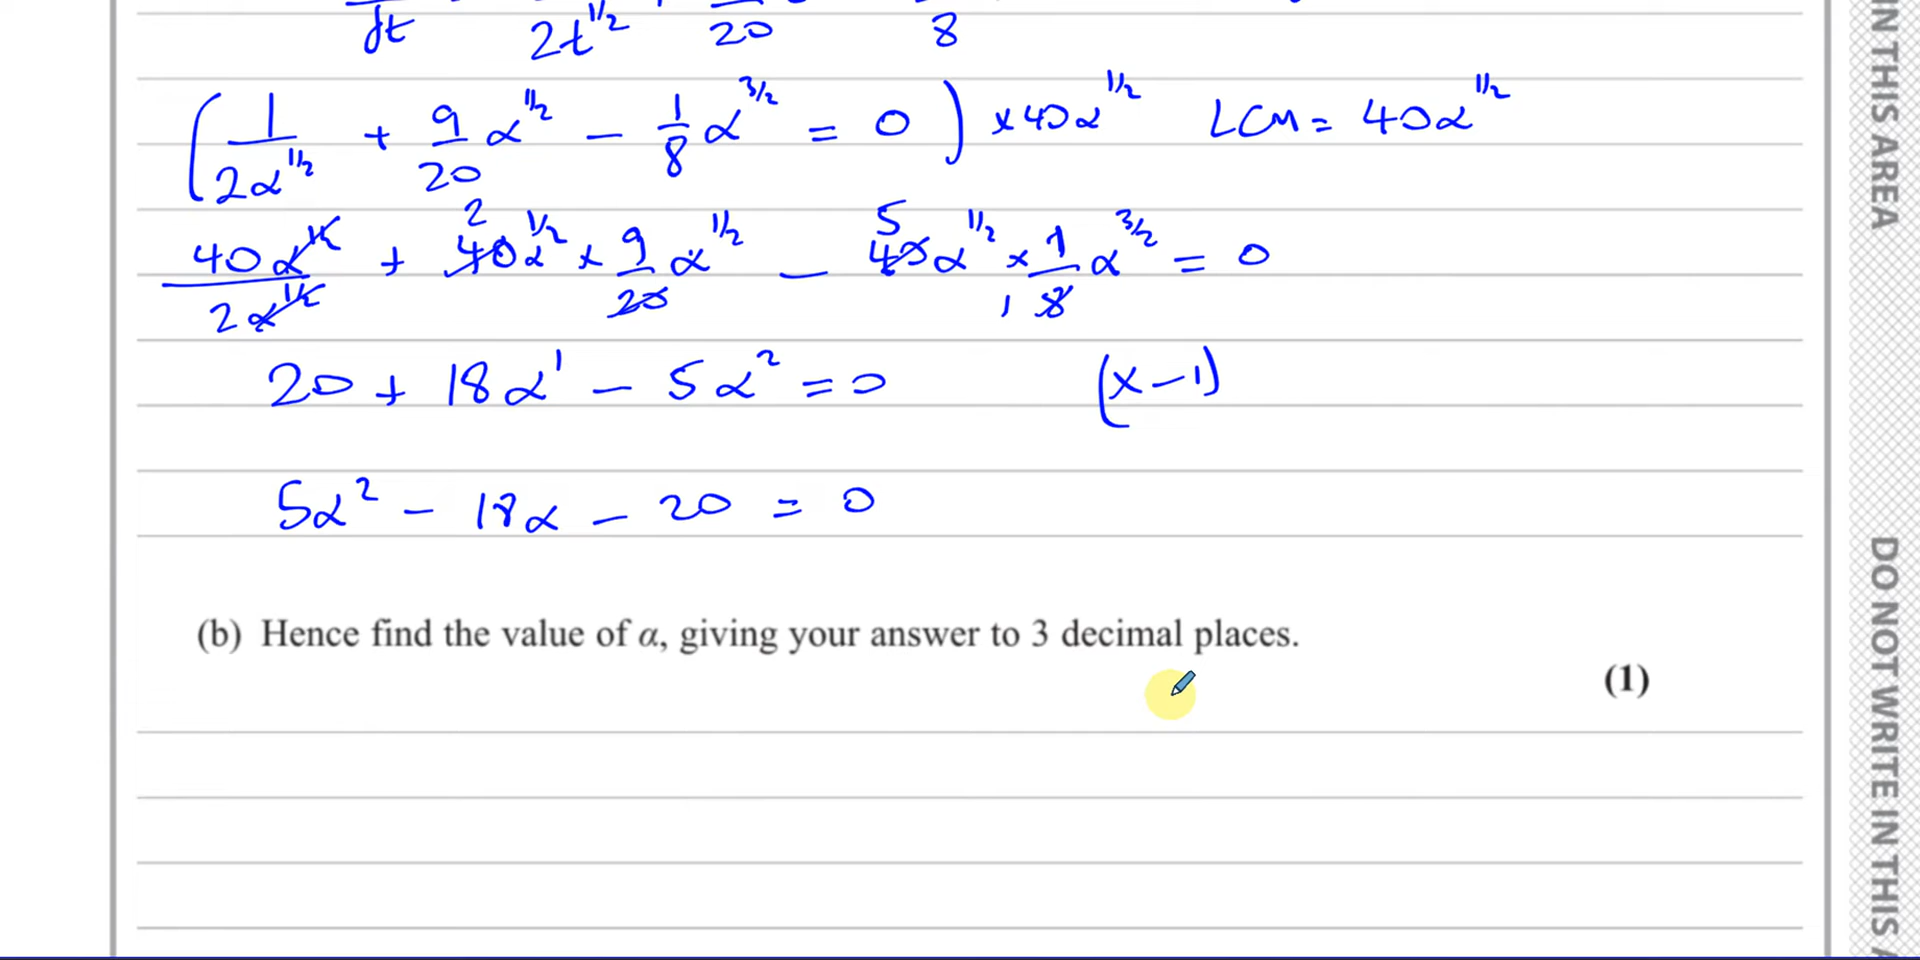 dt 2t^1/2 20 8
( 1/2α^1/2 + 9/20 α^1/2 − 1/8 α^3/2 = 0 ) × 40α^1/2 LCM = 40α^1/2
40α^1/2 / 2α^1/2 + 2 40α^1/2 × 9/20 α^1/2 − 5 40α^1/2 × 1/1 8 α^3/2 = 0
20 + 18α^1 − 5α^2 = 0 (x−1)
5α^2 − 18α − 20 = 0
(b) Hence find the value of α, giving your answer to 3 decimal places.
(1)
IN THIS AREA
DO NOT WRITE IN THIS